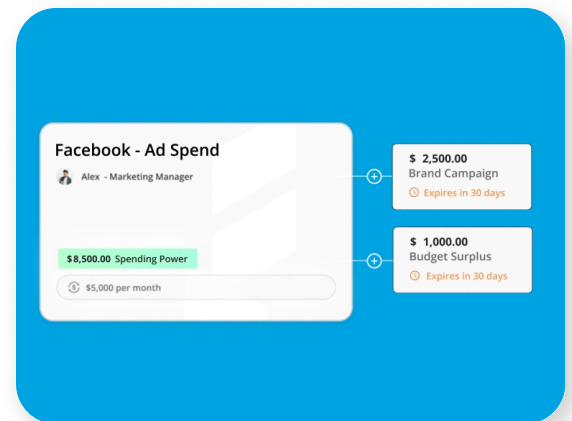 Facebook - Ad Spend
Alex - Marketing Manager
$8,500.00 Spending Power
$5,000 per month
$ 2,500.00
Brand Campaign
Expires in 30 days
$ 1,000.00
Budget Surplus
Expires in 30 days